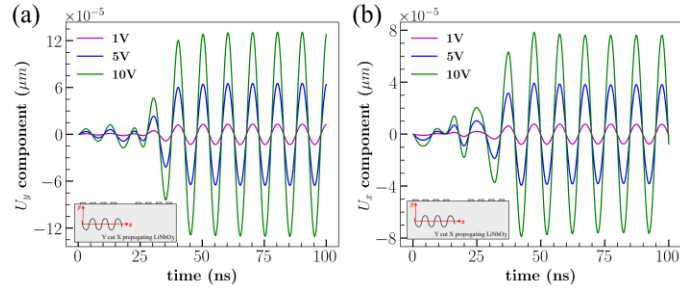 (a)
×10⁻⁵
12
6
0
−6
−12
U_y component (μm)
1V
5V
10V
y
x
Y cut X propogating LiNbO₃
0
25
50
75
100
time (ns)
(b)
×10⁻⁵
8
4
0
−4
−8
U_x component (μm)
1V
5V
10V
y
x
Y cut X propogating LiNbO₃
0
25
50
75
100
time (ns)